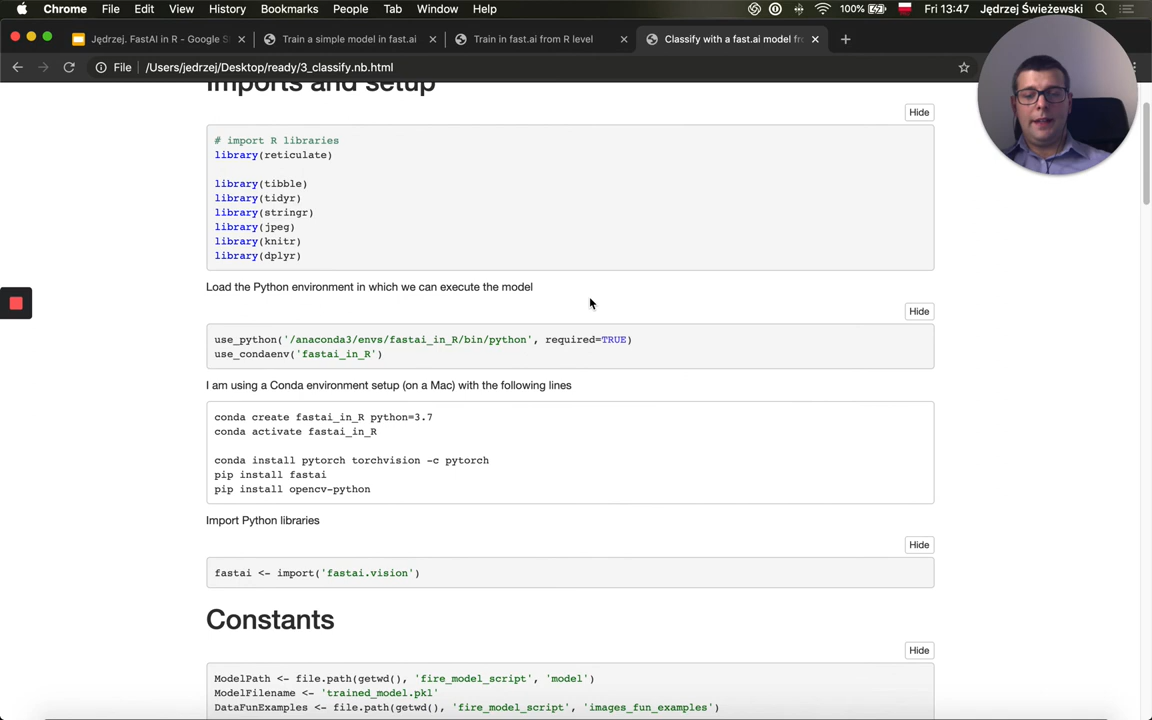 Chrome File Edit View History Bookmarks People Tab Window Help 100% Fri 13:47 Jędrzej Świeżewski
Jędrzej. FastAI in R - Google S
Train a simple model in fast.ai
Train in fast.ai from R level
Classify with a fast.ai model fr
File /Users/jedrzej/Desktop/ready/3_classify.nb.html
Imports and setup
Hide
# import R libraries
library(reticulate)
library(tibble)
library(tidyr)
library(stringr)
library(jpeg)
library(knitr)
library(dplyr)
Load the Python environment in which we can execute the model
Hide
use_python('/anaconda3/envs/fastai_in_R/bin/python', required=TRUE)
use_condaenv('fastai_in_R')
I am using a Conda environment setup (on a Mac) with the following lines
conda create fastai_in_R python=3.7
conda activate fastai_in_R
conda install pytorch torchvision -c pytorch
pip install fastai
pip install opencv-python
Import Python libraries
Hide
fastai <- import('fastai.vision')
Constants
Hide
ModelPath <- file.path(getwd(), 'fire_model_script', 'model')
ModelFilename <- 'trained_model.pkl'
DataFunExamples <- file.path(getwd(), 'fire_model_script', 'images_fun_examples')